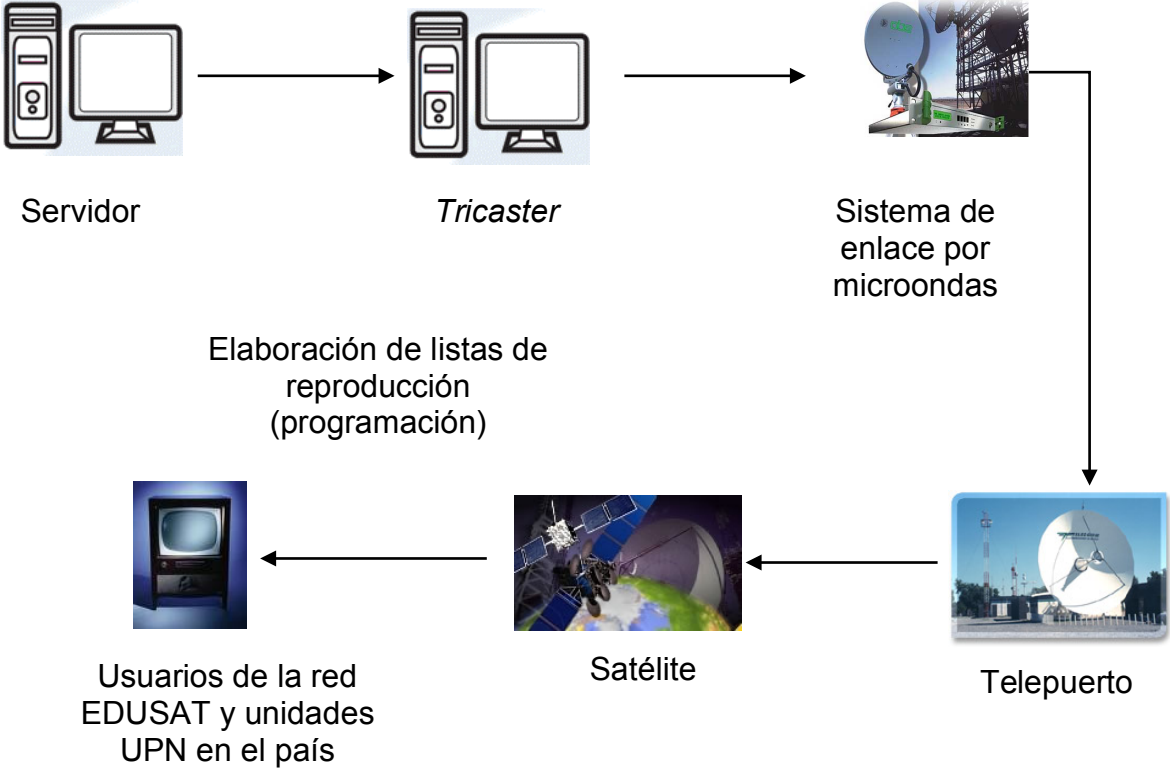 Servidor
Tricaster
Sistema de
enlace por
microondas
Elaboración de listas de
reproducción
(programación)
Usuarios de la red
EDUSAT y unidades
UPN en el país
Satélite
Telepuerto